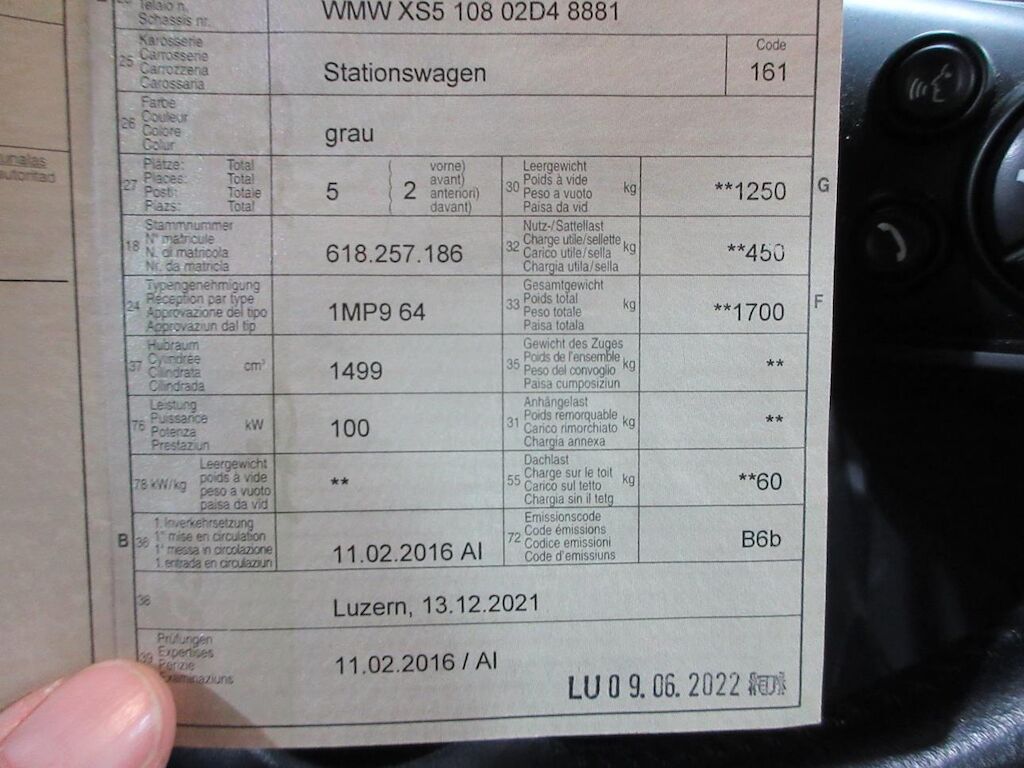 Telaio n.
Schassis nr.
WMW XS5 108 02D4 8881
25 Karosserie
Carrosserie
Carrozzeria
Carossaria
Stationswagen
Code
161
26 Farbe
Couleur
Colore
Colur
grau
27 Plätze: Total
Places: Total
Posti: Totale
Plazs: Total
5 ( 2 vorne)
avant)
anteriori)
davant)
30 Leergewicht
Poids à vide
Peso a vuoto
Paisa da vid
kg
**1250
G
18 Stammnummer
N° matricule
N. di matricola
Nr. da matricla
618.257.186
32 Nutz-/Sattellast
Charge utile/sellette
Carico utile/sella
Chargia utila/sella
kg
**450
24 Typengenehmigung
Réception par type
Approvazione del tipo
Approvaziun dal tip
1MP9 64
33 Gesamtgewicht
Poids total
Peso totale
Paisa totala
kg
**1700
F
37 Hubraum
Cylindrée
Cilindrata
Cilindrada
cm³
1499
35 Gewicht des Zuges
Poids de l'ensemble
Peso del convoglio
Paisa cumposiziun
kg
**
76 Leistung
Puissance
Potenza
Prestaziun
kW
100
31 Anhängelast
Poids remorquable
Carico rimorchiato
Chargia annexa
kg
**
78 kW/kg
Leergewicht
poids à vide
peso a vuoto
paisa da vid
**
55 Dachlast
Charge sur le toit
Carico sul tetto
Chargia sin il tetg
kg
**60
B 36 1. Inverkehrsetzung
1re mise en circulation
1a messa in circolazione
1. entrada en circulaziun
11.02.2016 AI
72 Emissionscode
Code émissions
Codice emissioni
Code d'emissiuns
B6b
38
Luzern, 13.12.2021
39 Prüfungen
Expertises
Perizie
Examinaziuns
11.02.2016 / AI
LU 0 9. 06. 2022